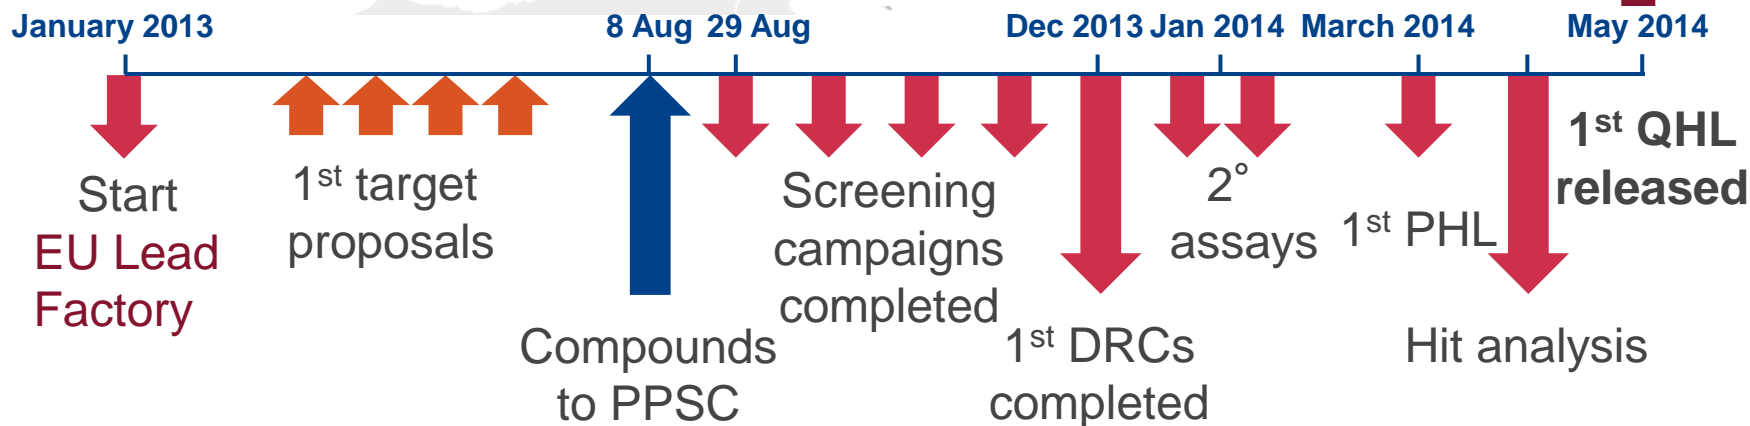 January 2013
8 Aug
29 Aug
Dec 2013
Jan 2014
March 2014
May 2014
Start
EU Lead
Factory
1st target
proposals
Compounds
to PPSC
Screening
campaigns
completed
1st DRCs
completed
2°
assays
1st PHL
Hit analysis
1st QHL
released